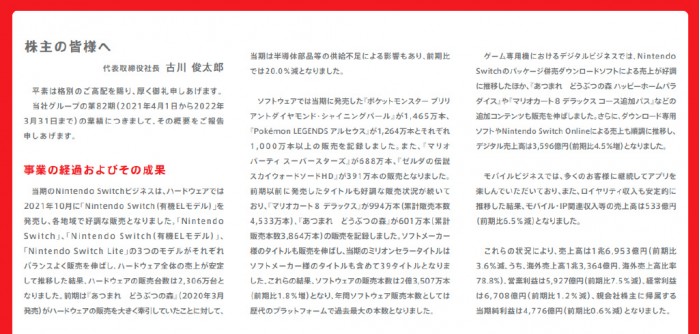 株主の皆様へ
代表取締役社長 古川 俊太郎
平素は格別のご高配を賜り、厚く御礼申しあげます。
当社グループの第82期(2021年4月1日から2022年
3月31日まで)の業績につきまして、その概要をご報告
申しあげます。
事業の経過およびその成果
当期のNintendo Switchビジネスは、ハードウェアでは
2021年10月に「Nintendo Switch(有機ELモデル)」
を発売し、各地域で好調な販売となりました。「Nintendo
Switch」、「Nintendo Switch(有機ELモデル)」、
「Nintendo Switch Lite」の3つのモデルがそれぞれ
バランスよく販売を伸ばし、ハードウェア全体の売上が安定
して推移した結果、ハードウェアの販売台数は2,306万台と
なりました。前期は『あつまれ どうぶつの森』(2020年3月
発売)がハードウェアの販売を大きく牽引していたことに対して、
当期は半導体部品等の供給不足による影響もあり、前期比
では20.0%減となりました。
ソフトウェアでは当期に発売した『ポケットモンスター ブリリ
アントダイヤモンド・シャイニングパール』が1,465万本、
『Pokémon LEGENDS アルセウス』が1,264万本とそれぞれ
1,000万本以上の販売を記録しました。また、『マリオ
パーティ スーパースターズ』が688万本、『ゼルダの伝説
スカイウォードソードHD』が391万本の販売となりました。
前期以前に発売したタイトルも好調な販売状況が続いて
おり、『マリオカート8 デラックス』が994万本(累計販売本数
4,533万本)、『あつまれ どうぶつの森』が601万本(累計
販売本数3,864万本)の販売を記録しました。ソフトメーカー
様のタイトルも販売を伸ばし、当期のミリオンセラータイトルは
ソフトメーカー様のタイトルも含めて39タイトルとなりま
した。これらの結果、ソフトウェアの販売本数は2億3,507万本
(前期比1.8%増)となり、年間ソフトウェア販売本数としては
歴代のプラットフォームで過去最大の本数となりました。
ゲーム専用機におけるデジタルビジネスでは、Nintendo
Switchのパッケージ併売ダウンロードソフトによる売上が好調
に推移したほか、『あつまれ どうぶつの森 ハッピーホームパラ
ダイス』や『マリオカート8 デラックス コース追加パス』などの
追加コンテンツも販売を伸ばしました。さらに、ダウンロード専用
ソフトやNintendo Switch Onlineによる売上も順調に推移し、
デジタル売上高は3,596億円(前期比4.5%増)となりました。
モバイルビジネスでは、多くのお客様に継続してアプリを
楽しんでいただいており、また、ロイヤリティ収入も安定的に推
移した結果、モバイル・IP関連収入等の売上高は533億円
(前期比6.5%減)となりました。
これらの状況により、売上高は1兆6,953億円(前期比
3.6%減、うち、海外売上高1兆3,364億円、海外売上高比率
78.8%)、営業利益は5,927億円(前期比7.5%減)、経常利益
は6,708億円(前期比1.2%減)、親会社株主に帰属する
当期純利益は4,776億円(前期比0.6%減)となりました。